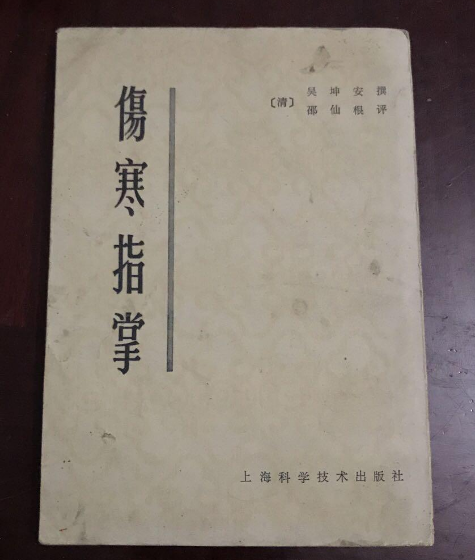 傷寒指掌
〔清〕
吴坤安撰
邵仙根评
上海科学技术出版社